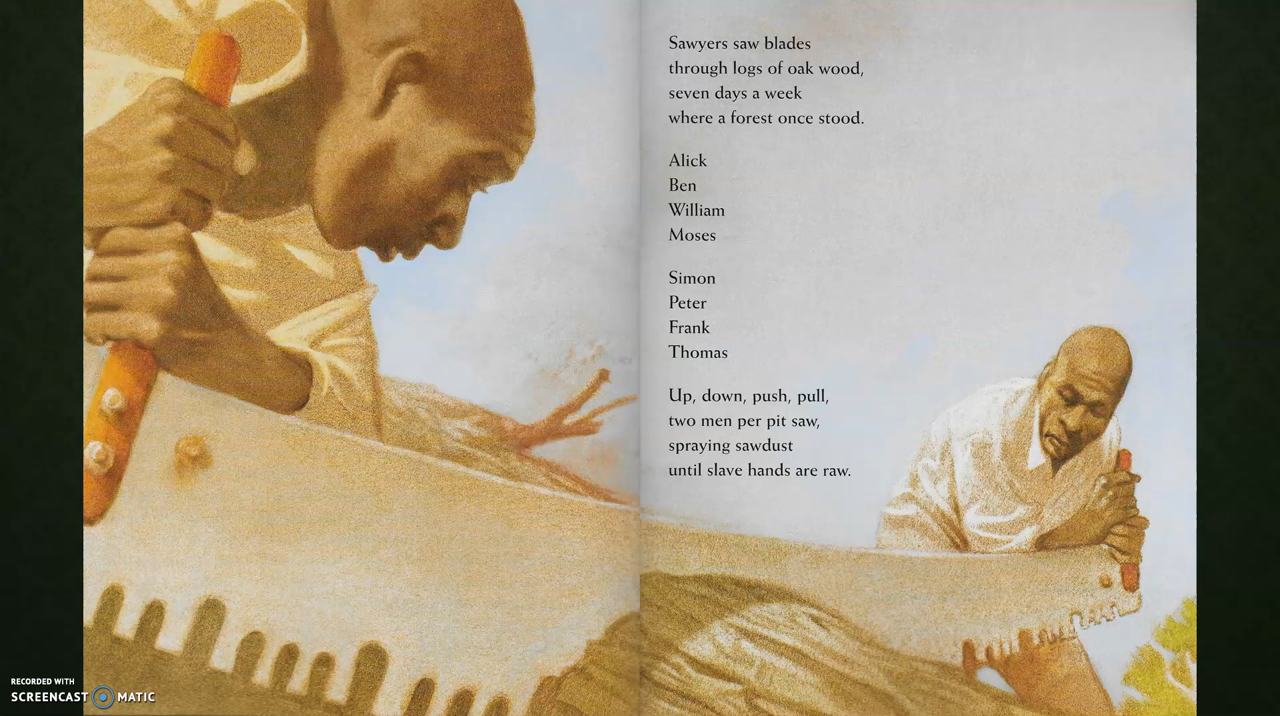 Sawyers saw blades
through logs of oak wood,
seven days a week
where a forest once stood.
Alick
Ben
William
Moses
Simon
Peter
Frank
Thomas
Up, down, push, pull,
two men per pit saw,
spraying sawdust
until slave hands are raw.
RECORDED WITH
SCREENCAST MATIC